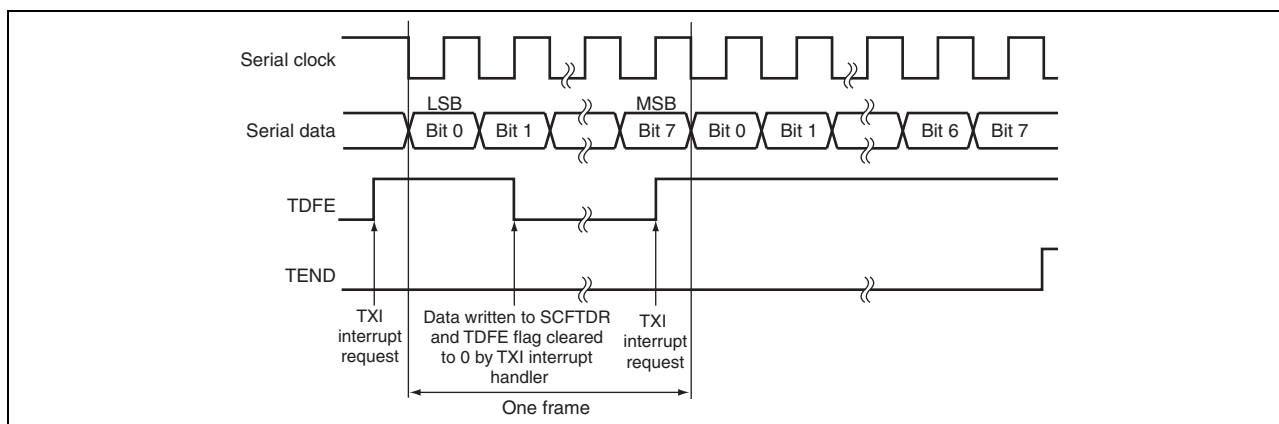 Serial clock
LSB
MSB
Serial data
Bit 0
Bit 1
Bit 7
Bit 0
Bit 1
Bit 6
Bit 7
TDFE
TEND
TXI
interrupt
request
Data written to SCFTDR
and TDFE flag cleared
to 0 by TXI interrupt
handler
TXI
interrupt
request
One frame